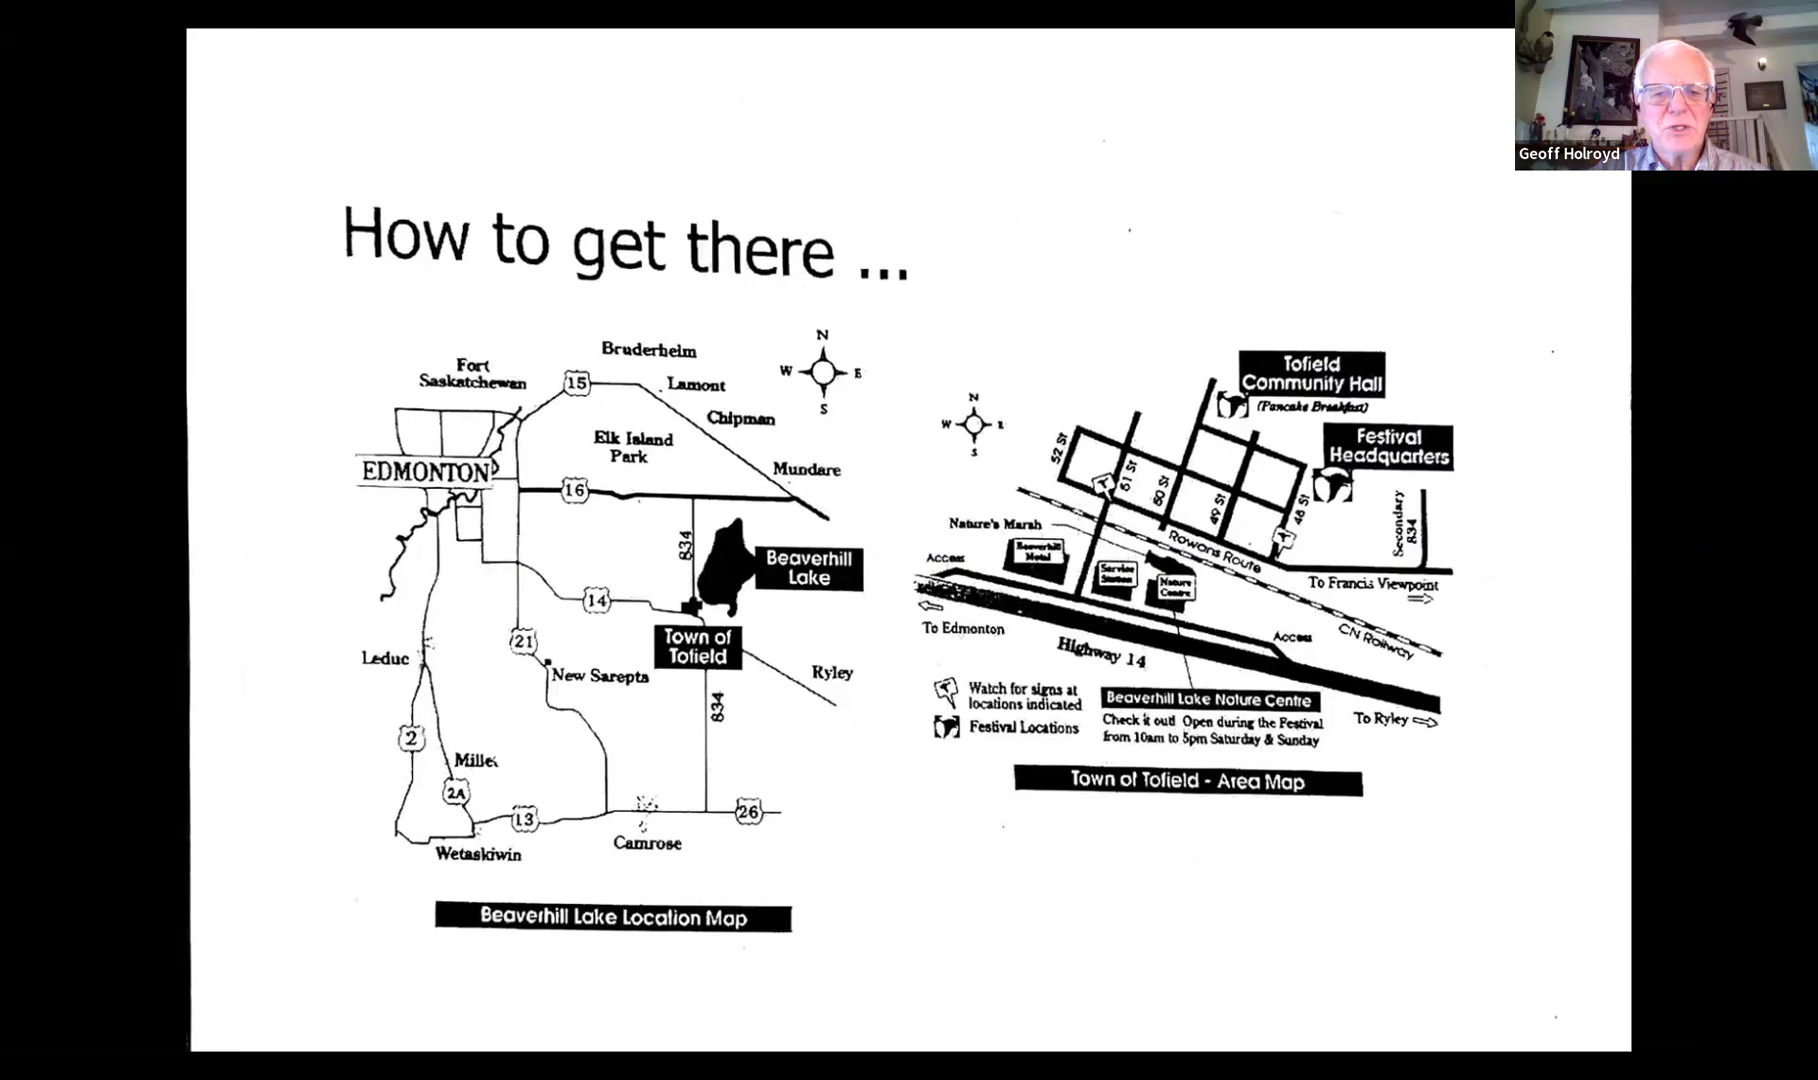 Geoff Holroyd
How to get there ...
N
W
E
S
Bruderheim
Fort
Saskatchewan
15
Lamont
Chipman
Elk Island
Park
Mundare
EDMONTON
16
834
Beaverhill
Lake
14
Town of
Tofield
21
Leduc
New Sarepta
Ryley
834
2
Millet
2A
13
26
Camrose
Wetaskiwin
Beaverhill Lake Location Map
N
W
S
Tofield
Community Hall
(Pancake Breakfast)
Festival
Headquarters
52 St
51 St
50 St
49 St
48 St
Secondary
834
Nature's Marsh
Rowans Route
Access
Beaverhill
Motel
Service
Station
Nature
Centre
To Francis Viewpoint
To Edmonton
Highway 14
Access
CN Railway
Watch for signs at
locations indicated
Festival Locations
Beaverhill Lake Nature Centre
Check it out! Open during the Festival
from 10am to 5pm Saturday & Sunday
To Ryley
Town of Tofield - Area Map